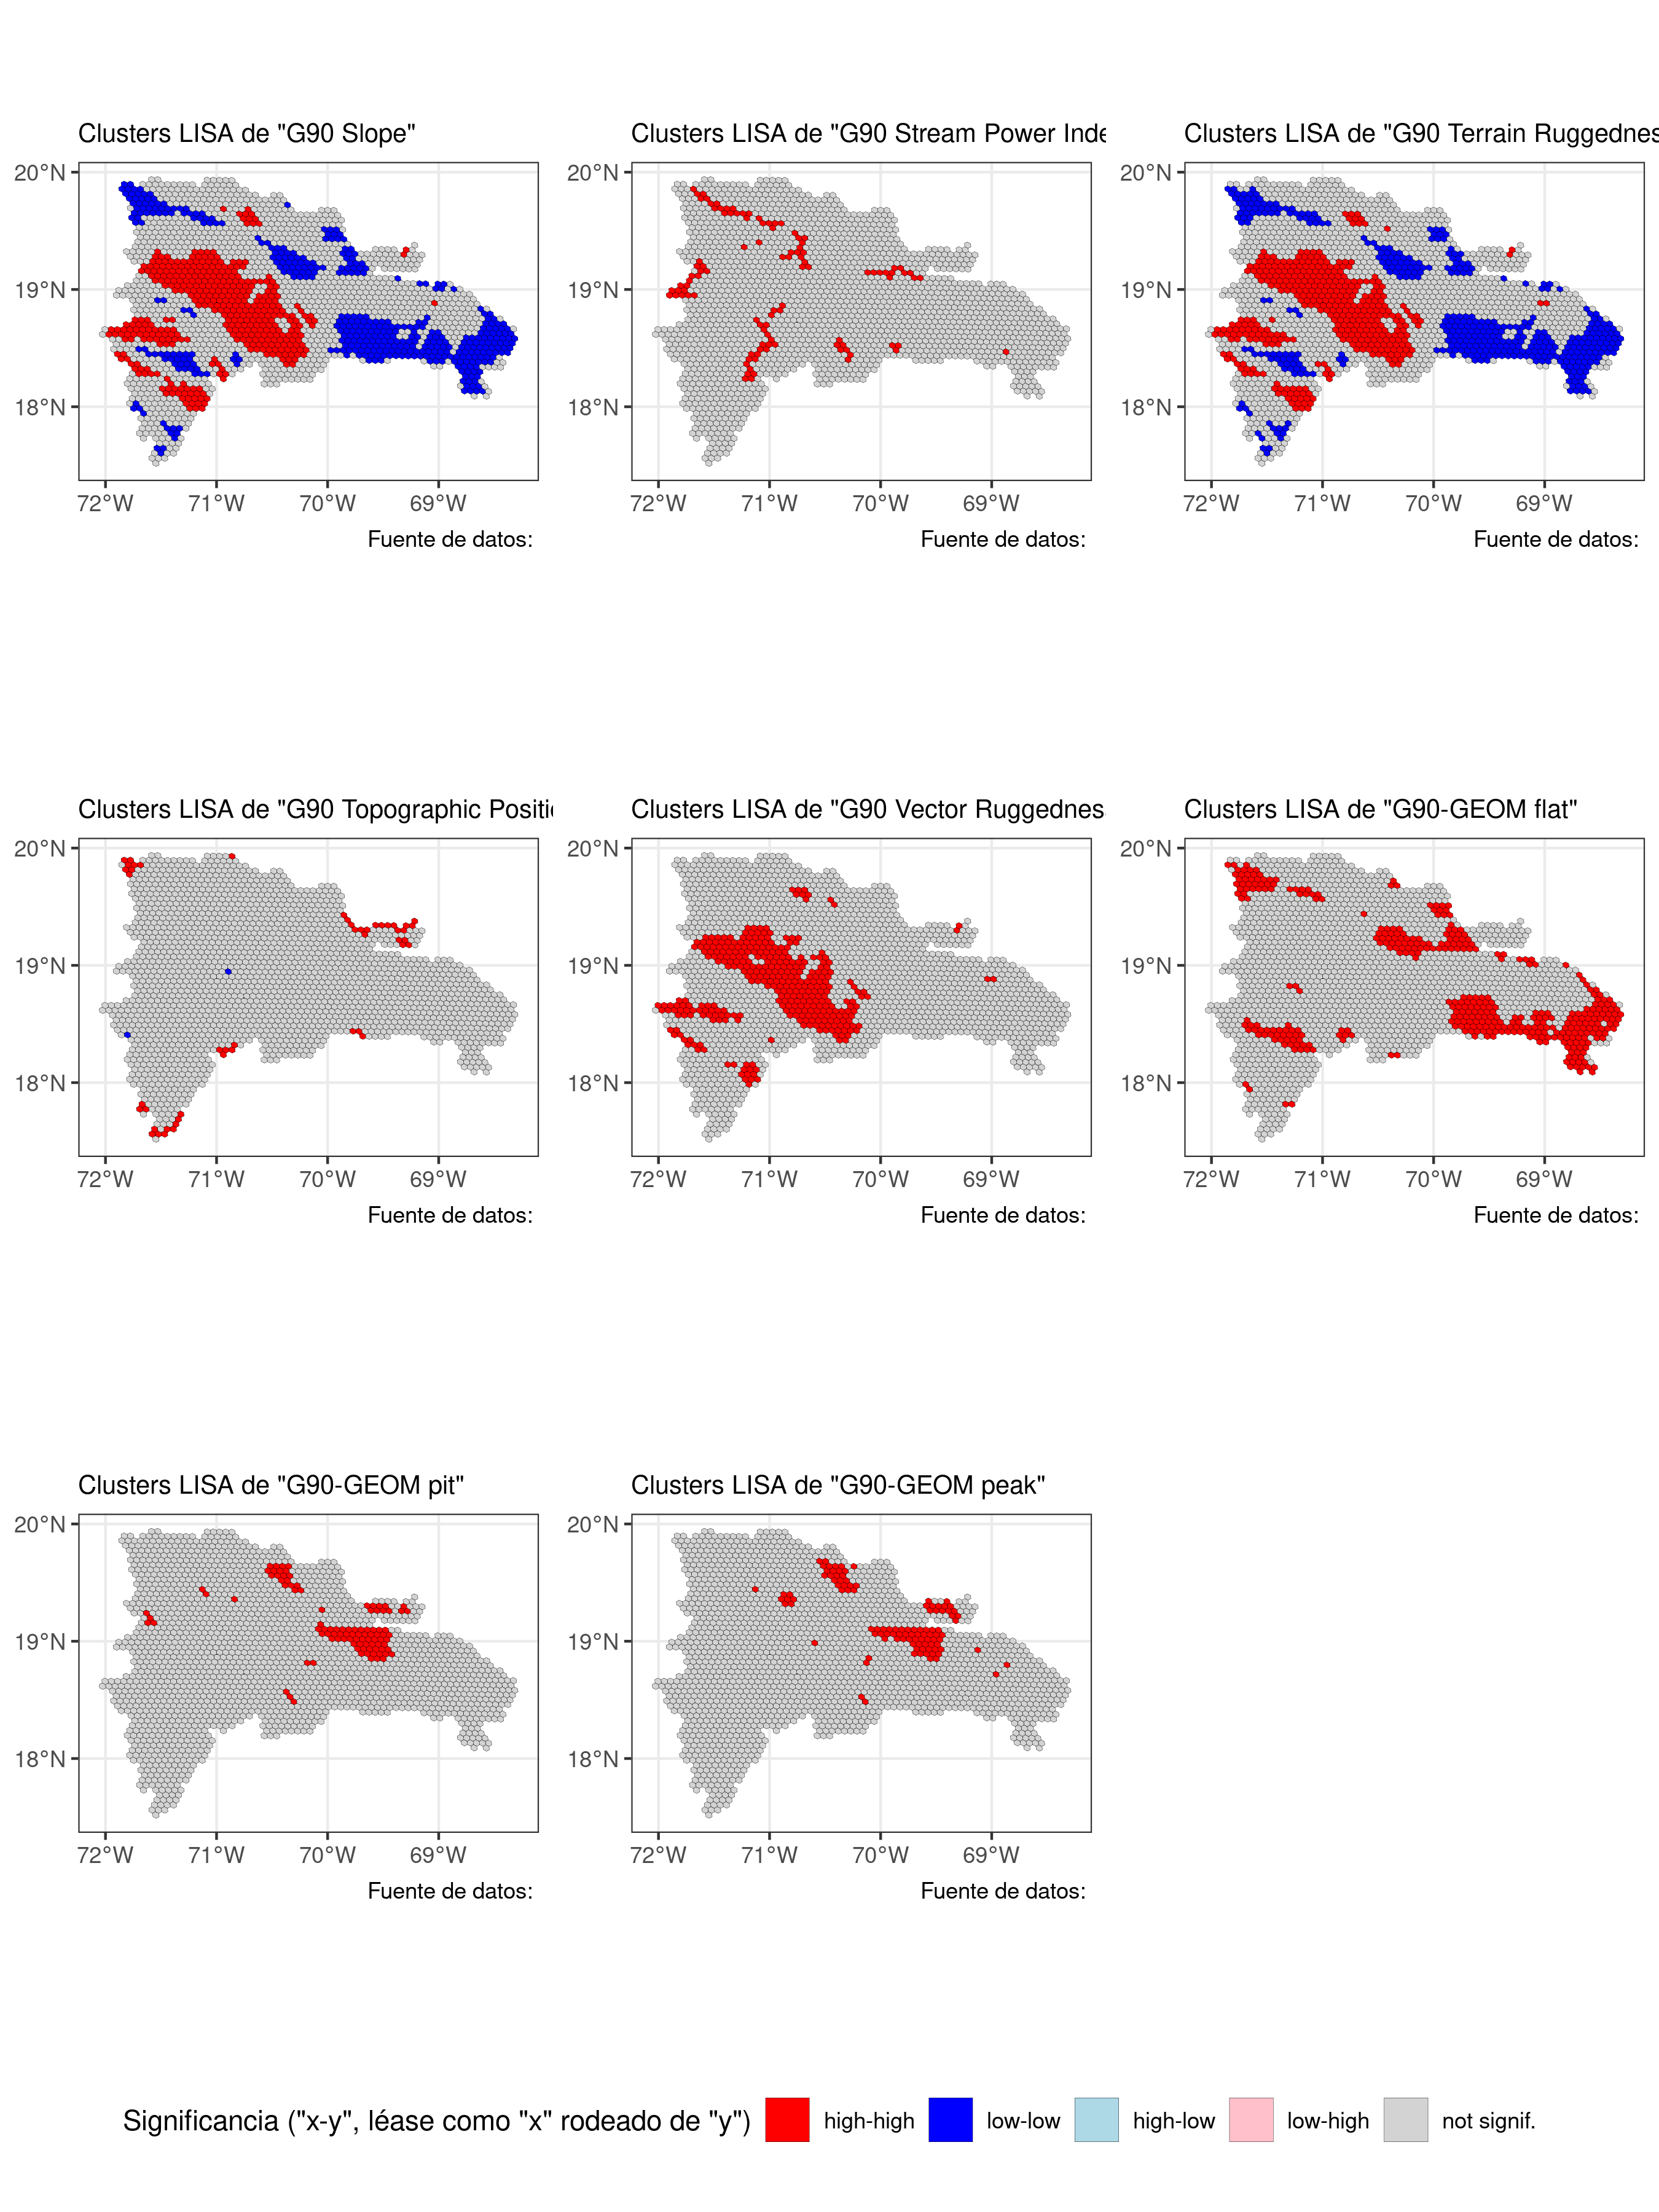 Clusters LISA de "G90 Slope"
Clusters LISA de "G90 Stream Power Inde
Clusters LISA de "G90 Terrain Ruggednes
20°N
19°N
18°N
72°W 71°W 70°W 69°W
Fuente de datos:
20°N
19°N
18°N
72°W 71°W 70°W 69°W
Fuente de datos:
20°N
19°N
18°N
72°W 71°W 70°W 69°W
Fuente de datos:
Clusters LISA de "G90 Topographic Positi
Clusters LISA de "G90 Vector Ruggednes
Clusters LISA de "G90-GEOM flat"
20°N
19°N
18°N
72°W 71°W 70°W 69°W
Fuente de datos:
20°N
19°N
18°N
72°W 71°W 70°W 69°W
Fuente de datos:
20°N
19°N
18°N
72°W 71°W 70°W 69°W
Fuente de datos:
Clusters LISA de "G90-GEOM pit"
Clusters LISA de "G90-GEOM peak"
20°N
19°N
18°N
72°W 71°W 70°W 69°W
Fuente de datos:
20°N
19°N
18°N
72°W 71°W 70°W 69°W
Fuente de datos:
Significancia ("x-y", léase como "x" rodeado de "y") high-high low-low high-low low-high not signif.